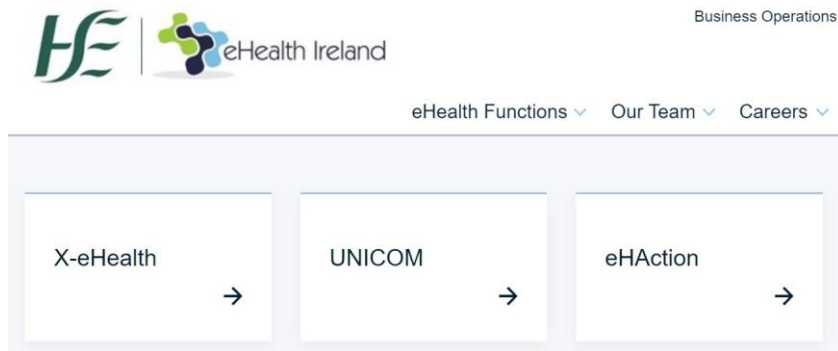 Business Operations
HSE eHealth Ireland
eHealth Functions Our Team Careers
X-eHealth UNICOM eHAction